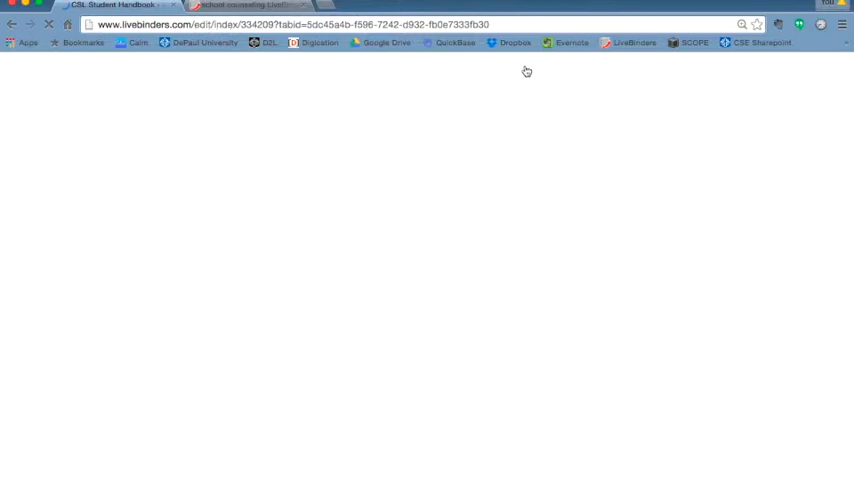 CSL Student Handbook - school counseling LiveBi You
www.livebinders.com/edit/index/334209?tabid=5dc45a4b-f596-7242-d932-fb0e7333fb30
Apps Bookmarks Calm DePaul University D2L Digication Google Drive QuickBase Dropbox Evernote LiveBinders SCOPE CSE Sharepoint